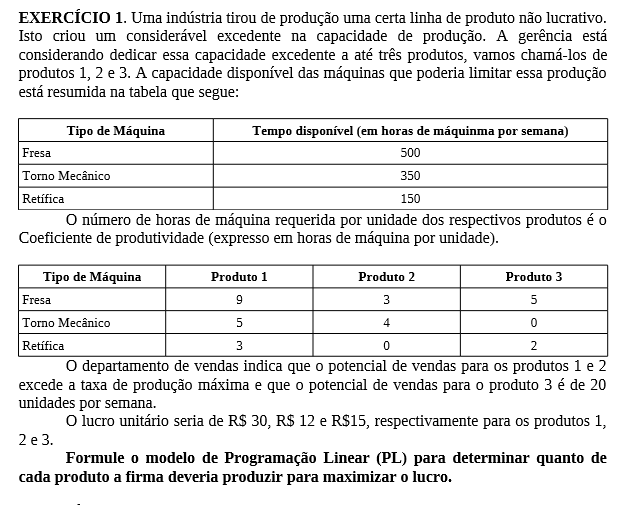 EXERCÍCIO 1. Uma indústria tirou de produção uma certa linha de produto não lucrativo.
Isto criou um considerável excedente na capacidade de produção. A gerência está
considerando dedicar essa capacidade excedente a até três produtos, vamos chamá-los de
produtos 1, 2 e 3. A capacidade disponível das máquinas que poderia limitar essa produção
está resumida na tabela que segue:
Tipo de Máquina Tempo disponível (em horas de máquinma por semana)
Fresa 500
Torno Mecânico 350
Retífica 150
O número de horas de máquina requerida por unidade dos respectivos produtos é o
Coeficiente de produtividade (expresso em horas de máquina por unidade).
Tipo de Máquina Produto 1 Produto 2 Produto 3
Fresa 9 3 5
Torno Mecânico 5 4 0
Retífica 3 0 2
O departamento de vendas indica que o potencial de vendas para os produtos 1 e 2
excede a taxa de produção máxima e que o potencial de vendas para o produto 3 é de 20
unidades por semana.
O lucro unitário seria de R$ 30, R$ 12 e R$15, respectivamente para os produtos 1,
2 e 3.
Formule o modelo de Programação Linear (PL) para determinar quanto de
cada produto a firma deveria produzir para maximizar o lucro.